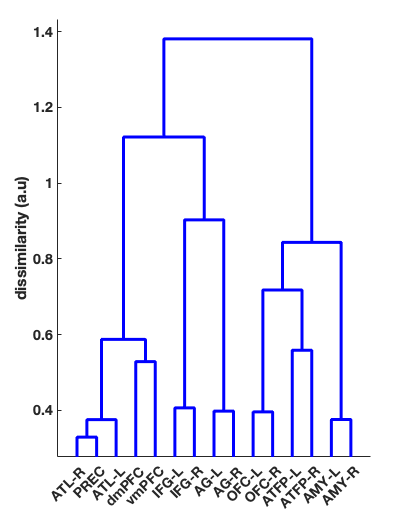 1.4
1.2
1
0.8
0.6
0.4
dissimilarity (a.u)
ATL-R
PREC
ATL-L
dmPFC
vmPFC
IFG-L
IFG-R
AG-L
AG-R
OFC-L
OFC-R
ATFP-L
ATFP-R
AMY-L
AMY-R